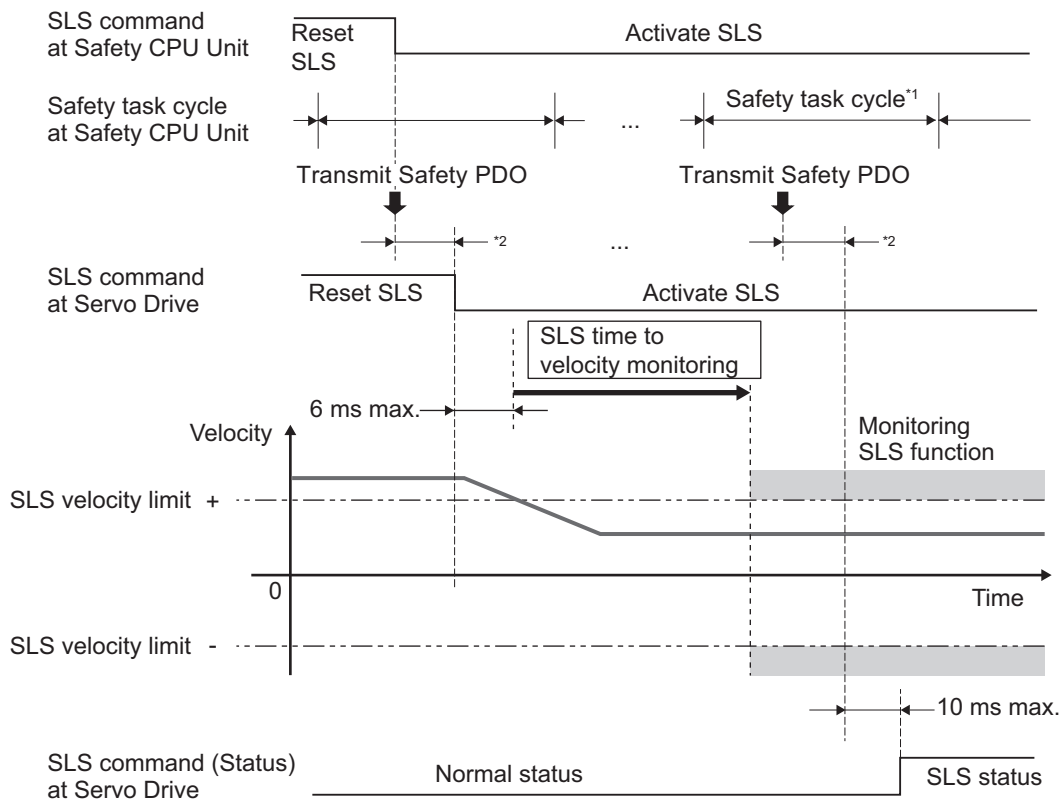 SLS command
at Safety CPU Unit
Reset
SLS
Activate SLS
Safety task cycle
at Safety CPU Unit
...
Safety task cycle*1
Transmit Safety PDO
Transmit Safety PDO
*2
...
*2
SLS command
at Servo Drive
Reset SLS
Activate SLS
SLS time to
velocity monitoring
6 ms max.
Velocity
Monitoring
SLS function
SLS velocity limit +
0
Time
SLS velocity limit -
10 ms max.
SLS command (Status)
at Servo Drive
Normal status
SLS status